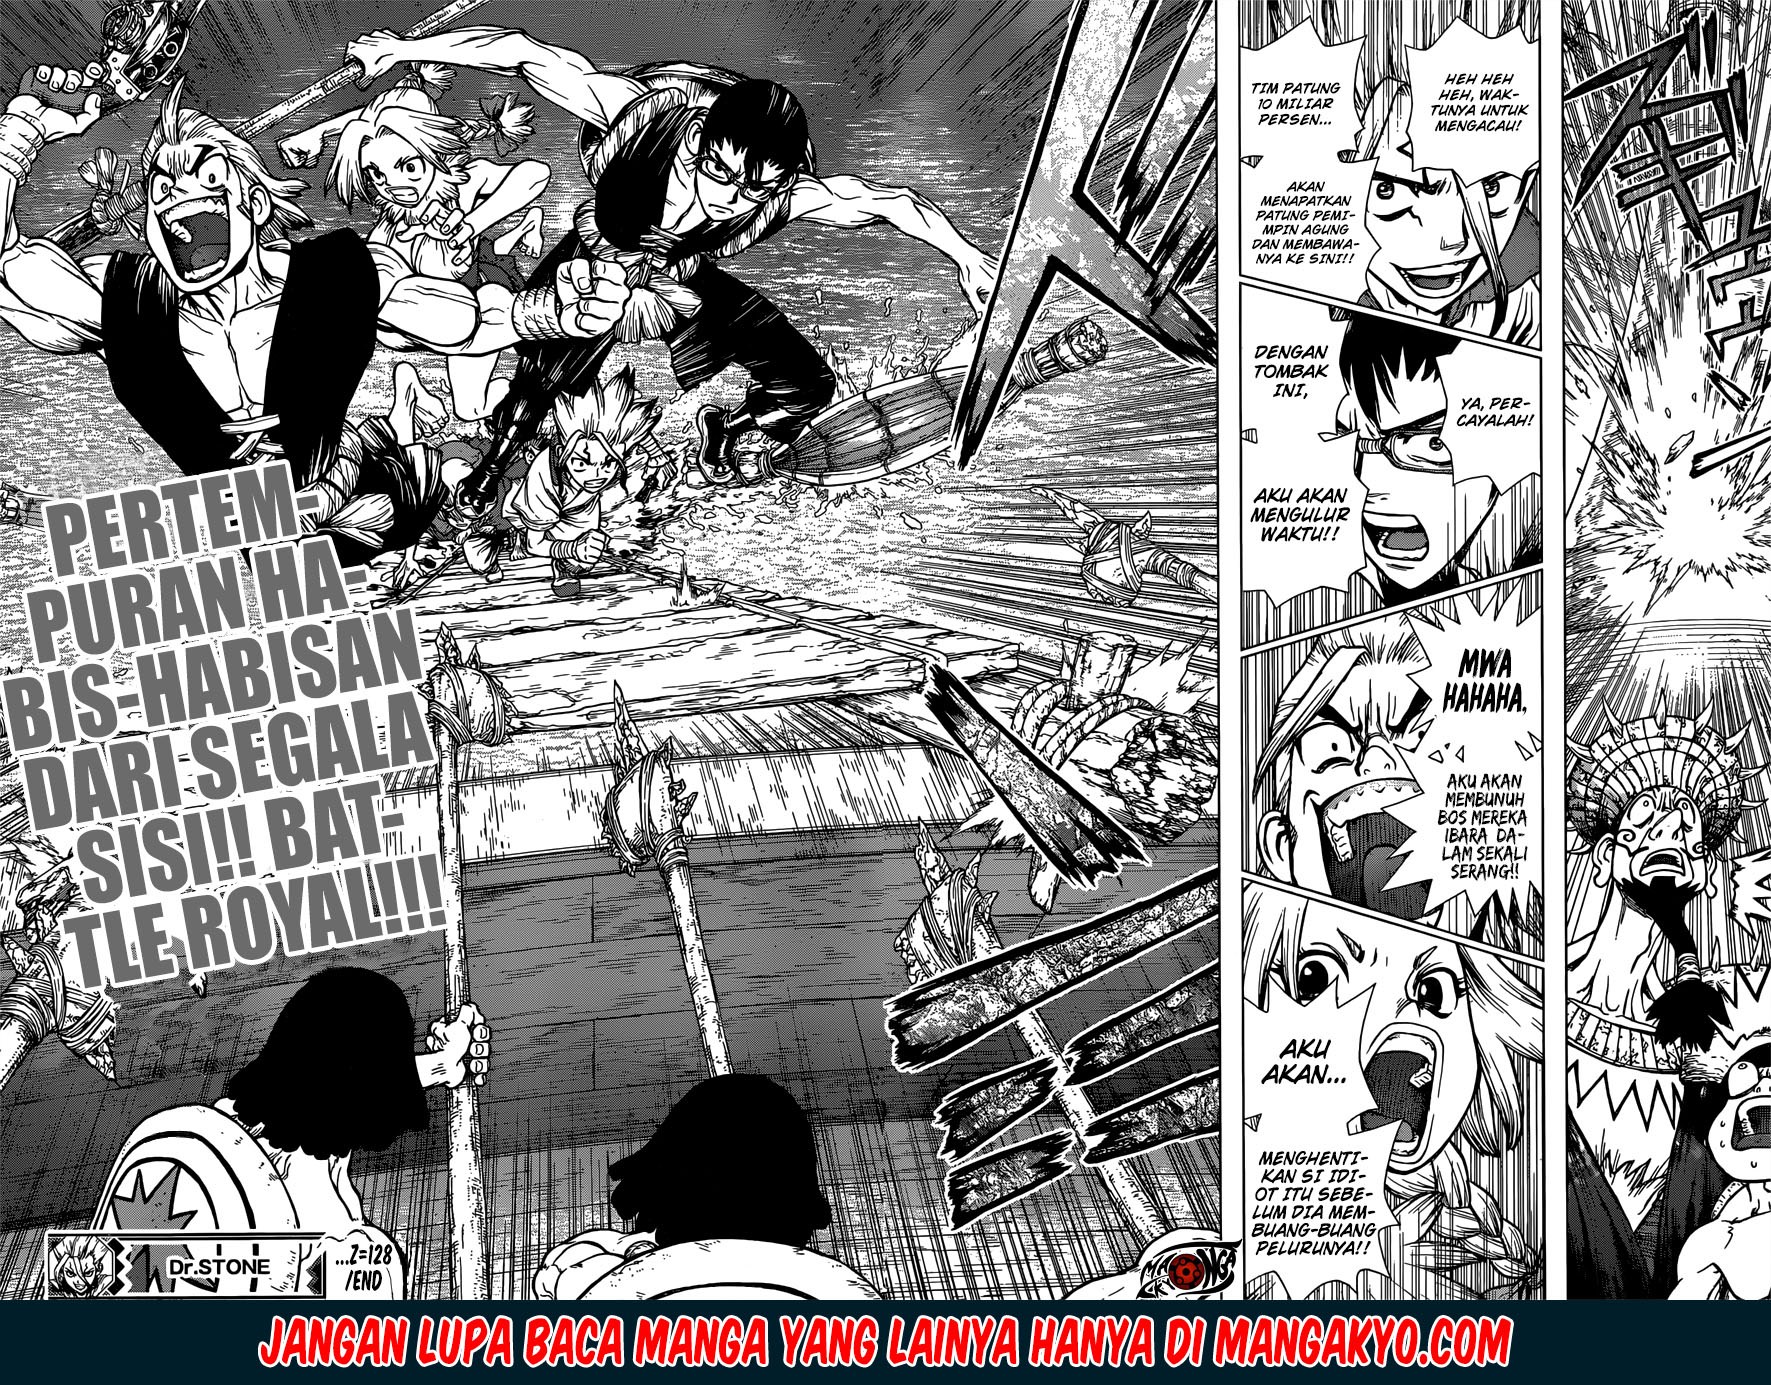 HEH HEH
HEH, WAK-
TUNYA UNTUK
MENGACAU!
TIM PATUNG
10 MILIAR
PERSEN...
AKAN
MENAPATKAN
PATUNG PEMI-
MPIN AGUNG
DAN MEMBAWA-
NYA KE SINI!!
YA, PER-
CAYALAH!
DENGAN
TOMBAK
INI,
AKU AKAN
MENGULUR
WAKTU!!
MWA
HAHAHA,
AKU AKAN
MEMBUNUH
BOS MEREKA
IBARA DA-
LAM SEKALI
SERANG!!
AKU
AKAN...
MENGHENTI-
KAN SI IDI-
OT ITU SEBE-
LUM DIA MEM-
BUANG-BUANG
PELURUNYA!!
PERTEM-
PURAN HA-
BIS-HABISAN
DARI SEGALA
SISI!! BAT-
TLE ROYAL!!!
Dr.STONE
...Z=128
/END
JANGAN LUPA BACA MANGA YANG LAINYA HANYA DI MANGAKYO.COM